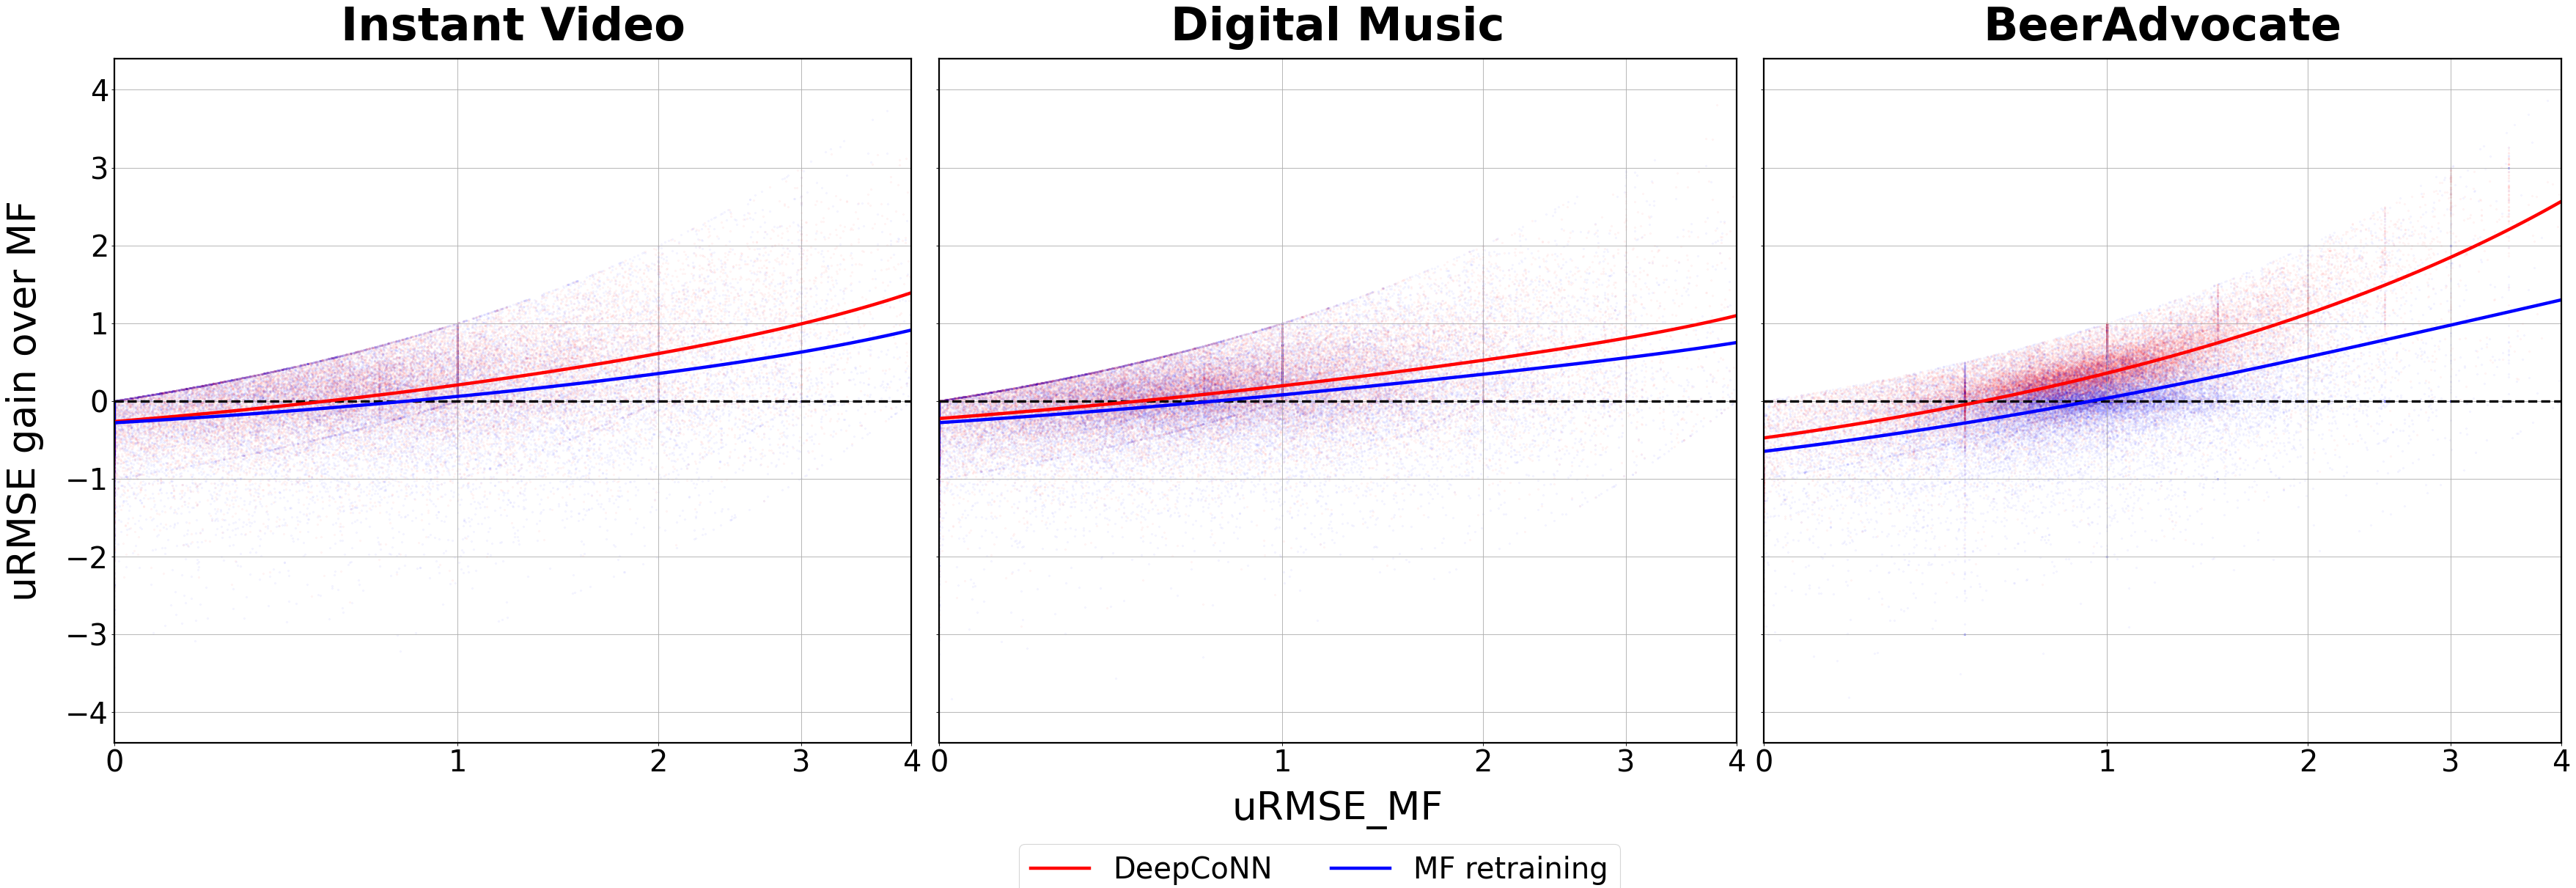 Instant Video
Digital Music
BeerAdvocate
uRMSE gain over MF
4
3
2
1
0
−1
−2
−3
−4
0 1 2 3 4
0 1 2 3 4
0 1 2 3 4
uRMSE_MF
DeepCoNN
MF retraining